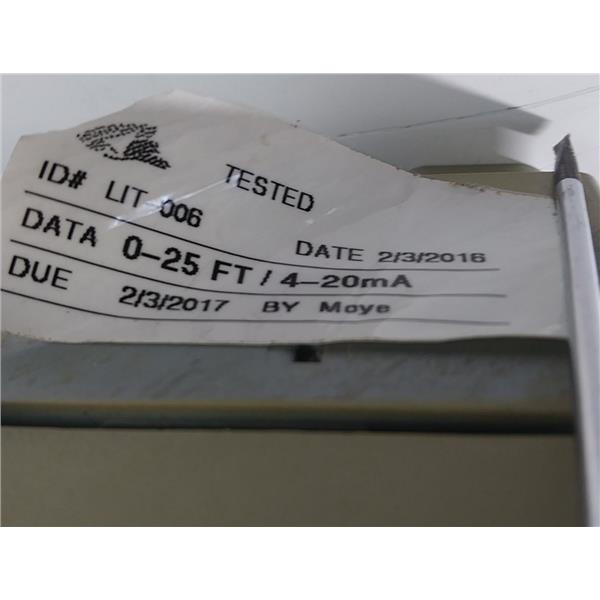 TESTED
ID# LIT-006 DATE 2/3/2016
DATA 0-25 FT / 4-20mA
DUE 2/3/2017 BY Moye